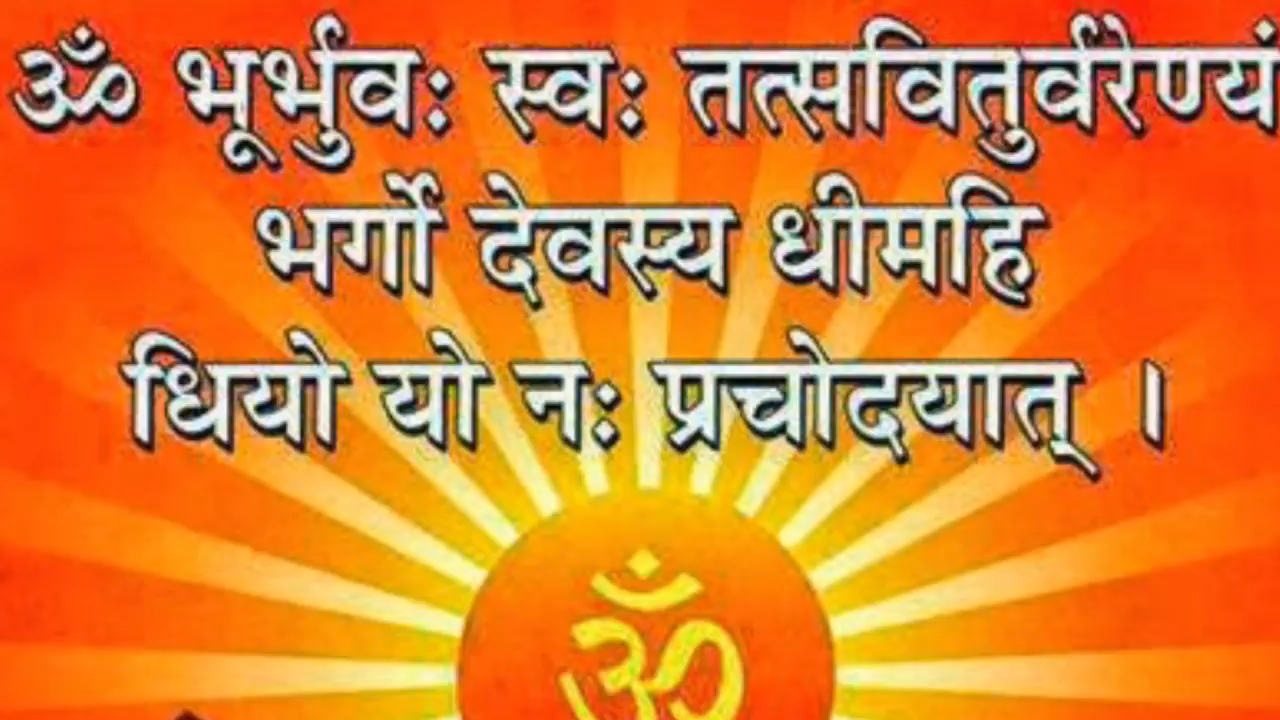 ॐ भूर्भुवः स्वः तत्सवितुर्वरेण्यं
भर्गो देवस्य धीमहि
धियो यो नः प्रचोदयात् ।
ॐ